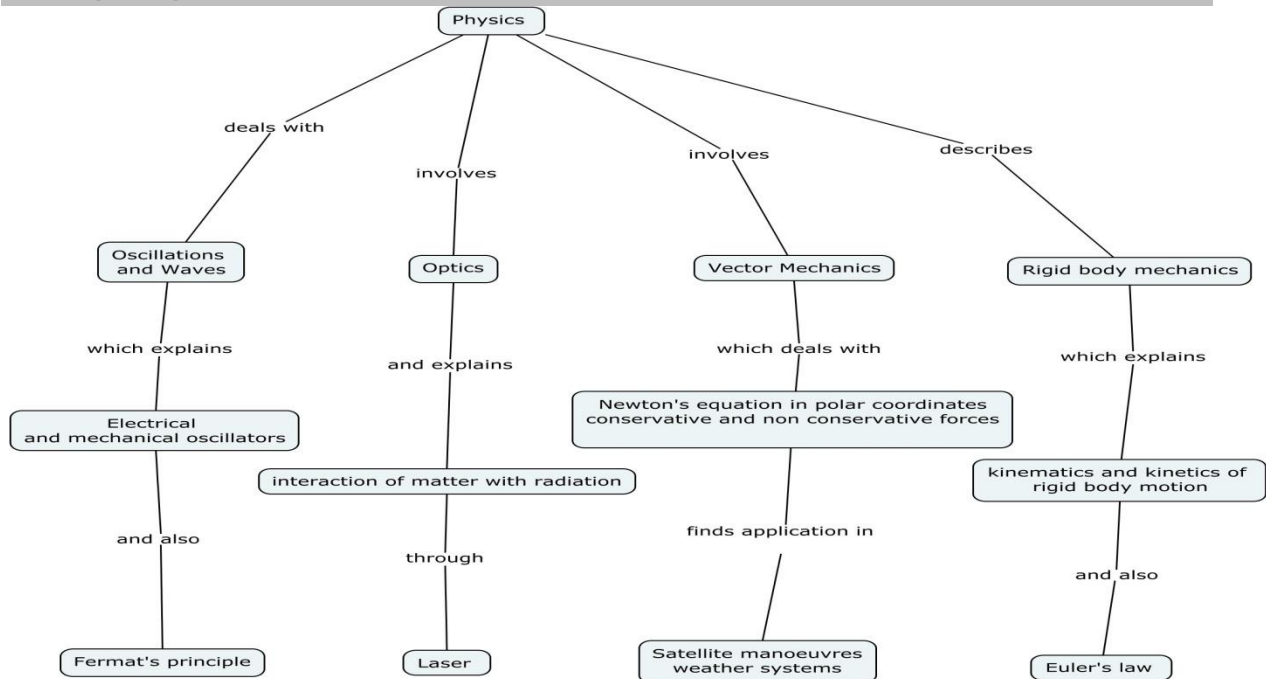 Physics
deals with
involves
involves
describes
Oscillations
and Waves
Optics
Vector Mechanics
Rigid body mechanics
which explains
and explains
which deals with
which explains
Electrical
and mechanical oscillators
Newton's equation in polar coordinates
conservative and non conservative forces
interaction of matter with radiation
kinematics and kinetics of
rigid body motion
and also
through
finds application in
and also
Fermat's principle
Laser
Satellite manoeuvres
weather systems
Euler's law